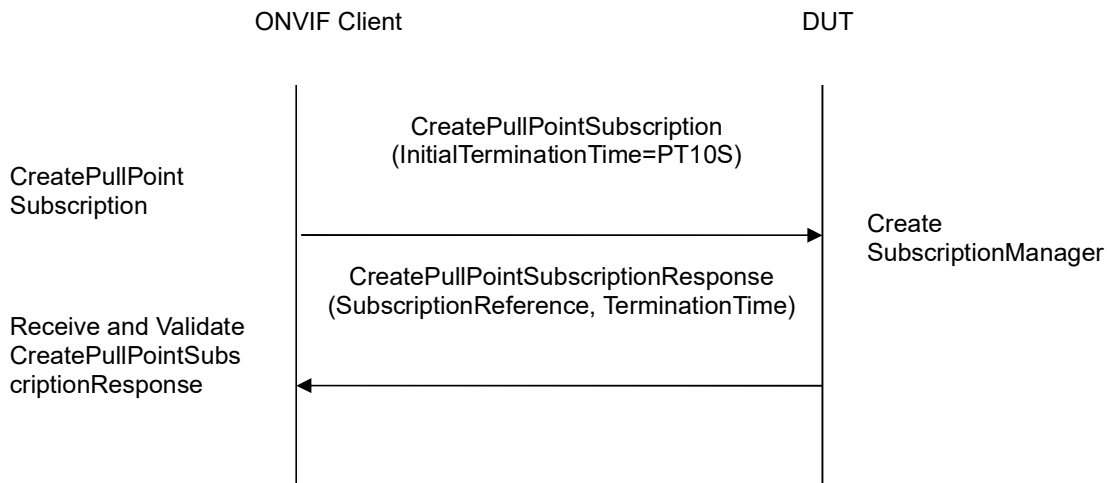 ONVIF Client
DUT
CreatePullPointSubscription
(InitialTerminationTime=PT10S)
CreatePullPoint
Subscription
Create
SubscriptionManager
CreatePullPointSubscriptionResponse
(SubscriptionReference, TerminationTime)
Receive and Validate
CreatePullPointSubs
criptionResponse